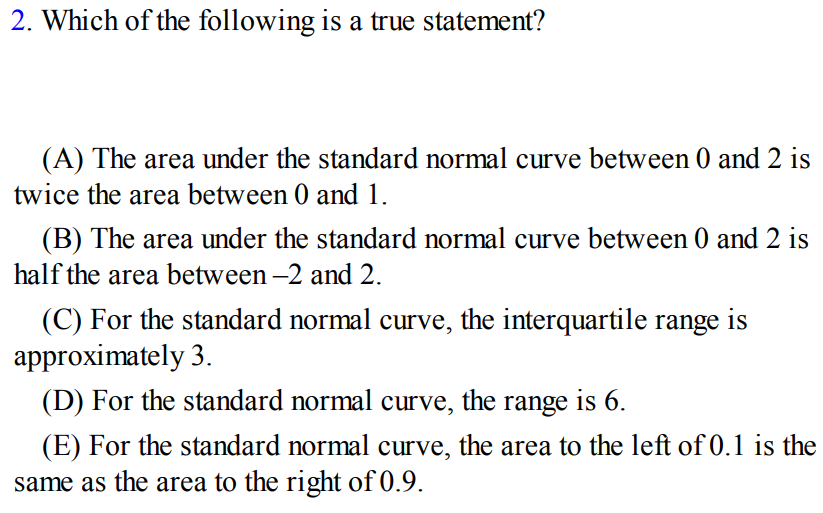 2. Which of the following is a true statement?
(A) The area under the standard normal curve between 0 and 2 is
twice the area between 0 and 1.
(B) The area under the standard normal curve between 0 and 2 is
half the area between –2 and 2.
(C) For the standard normal curve, the interquartile range is
approximately 3.
(D) For the standard normal curve, the range is 6.
(E) For the standard normal curve, the area to the left of 0.1 is the
same as the area to the right of 0.9.